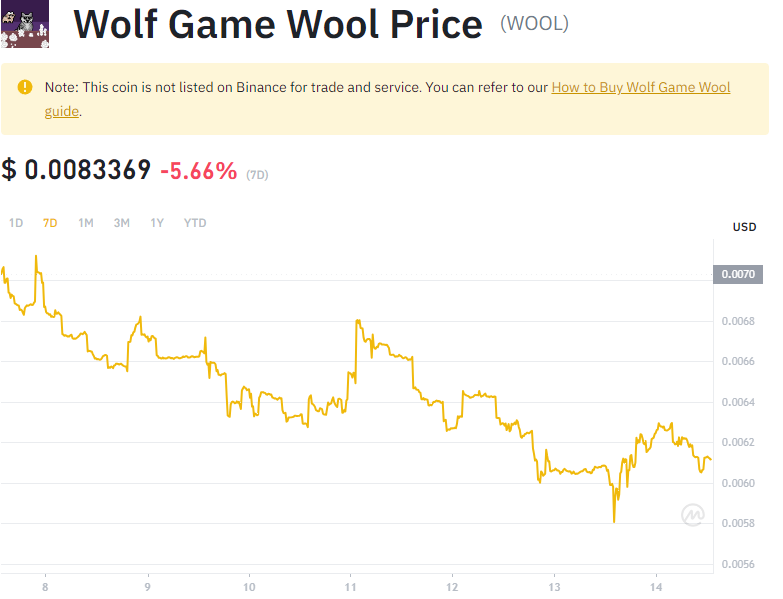 Wolf Game Wool Price (WOOL)
Note: This coin is not listed on Binance for trade and service. You can refer to our How to Buy Wolf Game Wool
guide.
$ 0.0083369 -5.66% (7D)
1D 7D 1M 3M 1Y YTD
USD
0.0070
0.0068
0.0066
0.0064
0.0062
0.0060
0.0058
0.0056
8 9 10 11 12 13 14